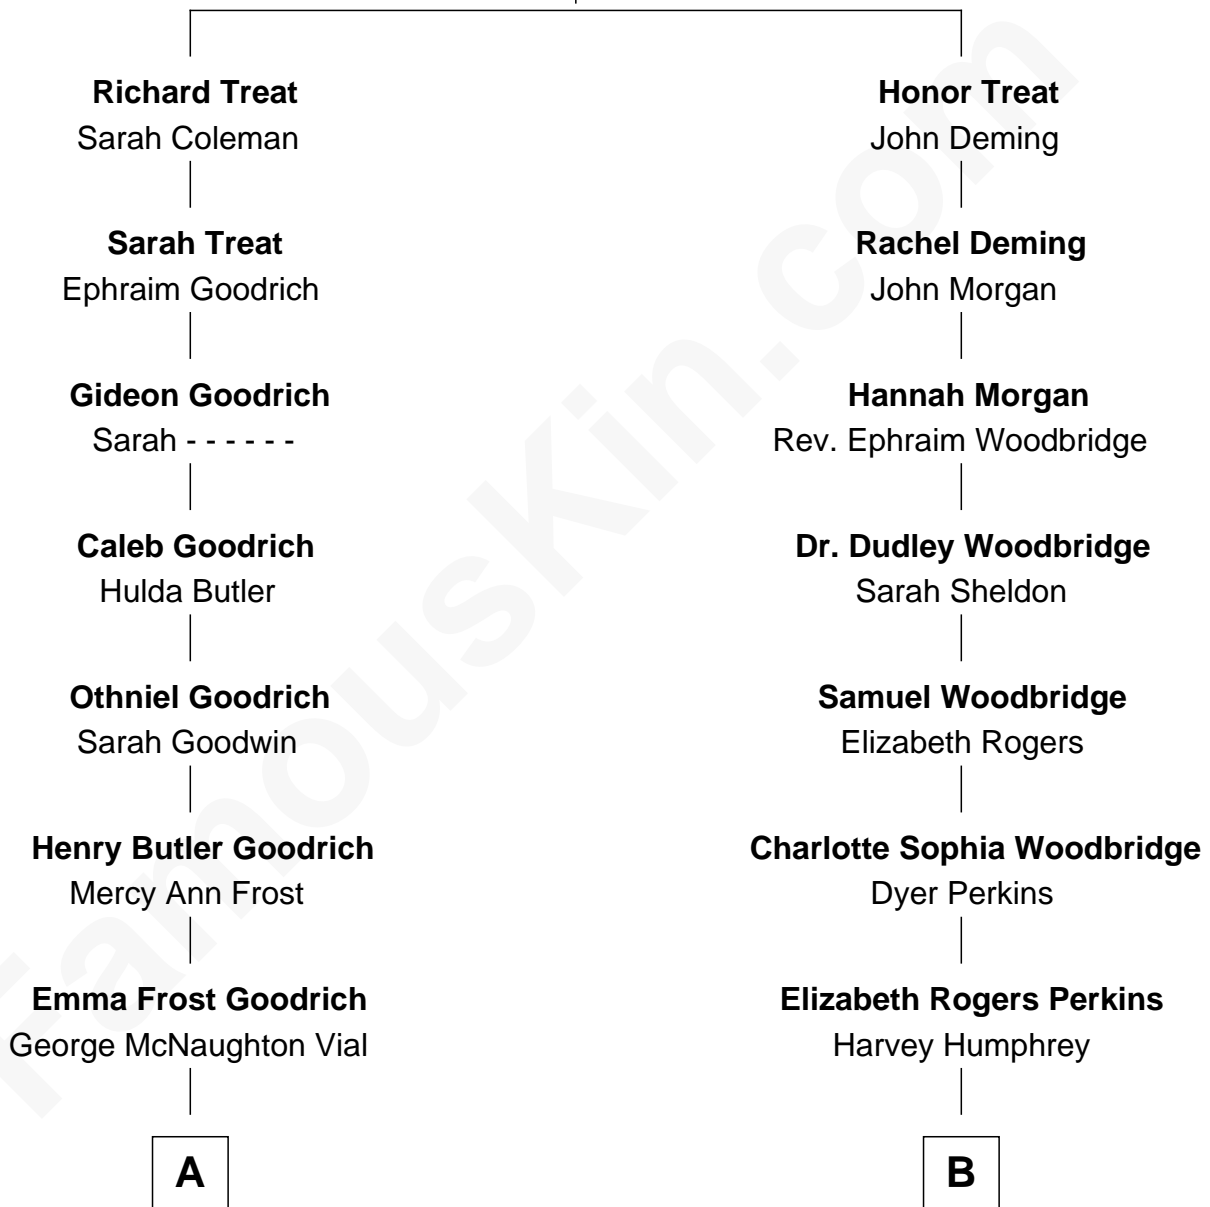 Richard Treat
Sarah Coleman
Sarah Treat
Ephraim Goodrich
Gideon Goodrich
Sarah - - - - - -
Caleb Goodrich
Hulda Butler
Othniel Goodrich
Sarah Goodwin
Henry Butler Goodrich
Mercy Ann Frost
Emma Frost Goodrich
George McNaughton Vial
A
Honor Treat
John Deming
Rachel Deming
John Morgan
Hannah Morgan
Rev. Ephraim Woodbridge
Dr. Dudley Woodbridge
Sarah Sheldon
Samuel Woodbridge
Elizabeth Rogers
Charlotte Sophia Woodbridge
Dyer Perkins
Elizabeth Rogers Perkins
Harvey Humphrey
B
FamousKin.com